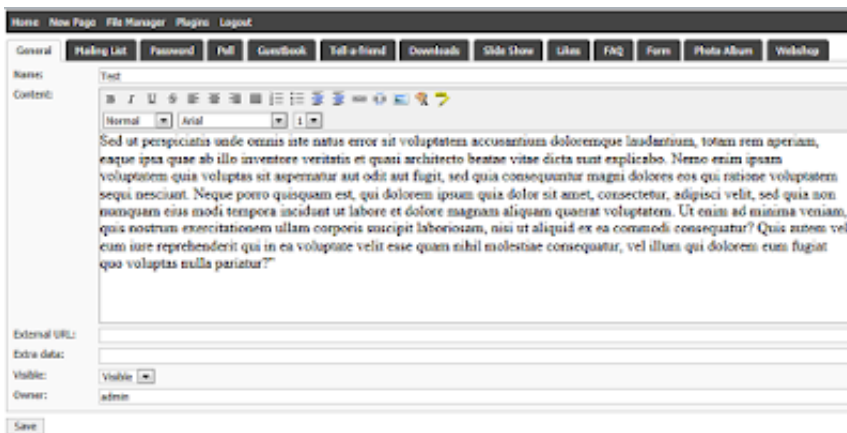 Home New Page File Manager Plugins Logout
General Mailing List Password Poll Guestbook Tell-a-friend Downloads Slide Show Likes FAQ Form Photo Album Webshop
Name: Test
Content:
B I U S
Normal Arial 1
Sed ut perspiciatis unde omnis iste natus error sit voluptatem accusantium doloremque laudantium, totam rem aperiam,
eaque ipsa quae ab illo inventore veritatis et quasi architecto beatae vitae dicta sunt explicabo. Nemo enim ipsam
voluptatem quia voluptas sit aspernatur aut odit aut fugit, sed quia consequuntur magni dolores eos qui ratione voluptatem
sequi nesciunt. Neque porro quisquam est, qui dolorem ipsum quia dolor sit amet, consectetur, adipisci velit, sed quia non
numquam eius modi tempora incidunt ut labore et dolore magnam aliquam quaerat voluptatem. Ut enim ad minima veniam,
quis nostrum exercitationem ullam corporis suscipit laboriosam, nisi ut aliquid ex ea commodi consequatur? Quis autem vel
eum iure reprehenderit qui in ea voluptate velit esse quam nihil molestiae consequatur, vel illum qui dolorem eum fugiat
quo voluptas nulla pariatur?"
External URL:
Extra data:
Visible: Visible
Owner: admin
Save